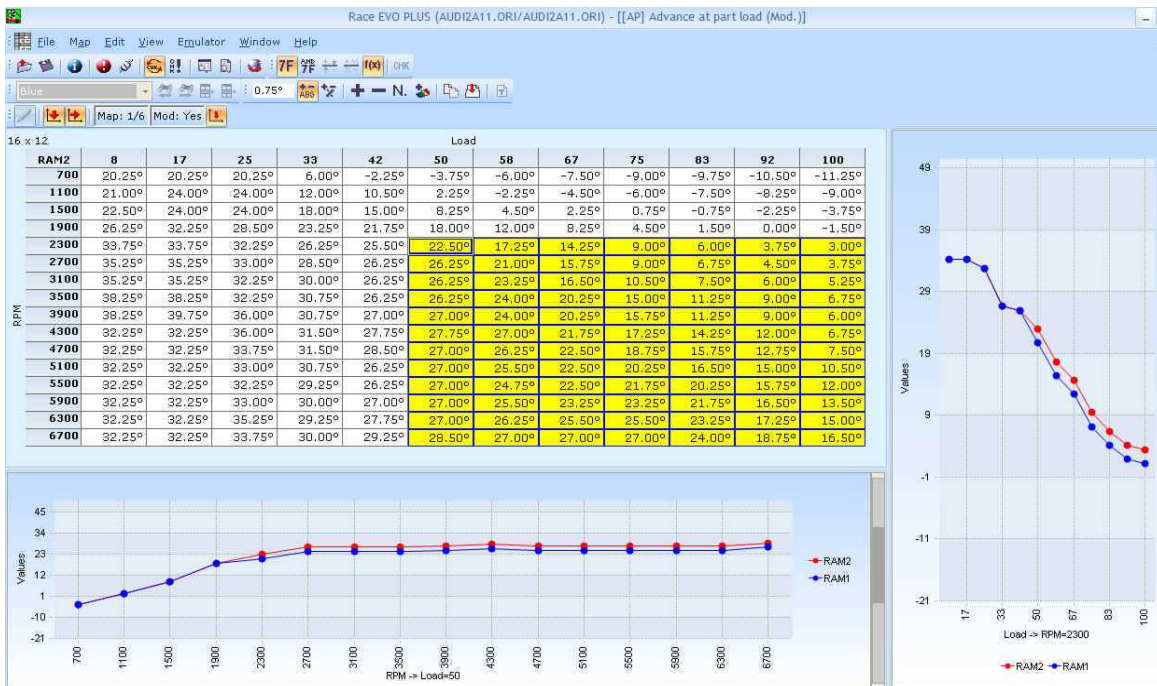 Race EVO PLUS (AUDI2A11.ORI/AUDI2A11.ORI) - [[AP] Advance at part load (Mod.)]
File Map Edit View Emulator Window Help
7F AND 7F f(x) CHK
Blue 0.75° ABS N.
Map: 1/6 Mod: Yes
16 x 12 Load
RAM2 8 17 25 33 42 50 58 67 75 83 92 100
700 20.25° 20.25° 20.25° 6.00° -2.25° -3.75° -6.00° -7.50° -9.00° -9.75° -10.50° -11.25°
1100 21.00° 24.00° 24.00° 12.00° 10.50° 2.25° -2.25° -4.50° -6.00° -7.50° -8.25° -9.00°
1500 22.50° 24.00° 24.00° 18.00° 15.00° 8.25° 4.50° 2.25° 0.75° -0.75° -2.25° -3.75°
1900 26.25° 32.25° 28.50° 23.25° 21.75° 18.00° 12.00° 8.25° 4.50° 1.50° 0.00° -1.50°
2300 33.75° 33.75° 32.25° 26.25° 25.50° 22.50° 17.25° 14.25° 9.00° 6.00° 3.75° 3.00°
2700 35.25° 35.25° 33.00° 28.50° 26.25° 26.25° 21.00° 15.75° 9.00° 6.75° 4.50° 3.75°
3100 35.25° 35.25° 32.25° 30.00° 26.25° 26.25° 23.25° 16.50° 10.50° 7.50° 6.00° 5.25°
3500 38.25° 38.25° 32.25° 30.75° 26.25° 26.25° 24.00° 20.25° 15.00° 11.25° 9.00° 6.75°
3900 38.25° 39.75° 36.00° 30.75° 27.00° 27.00° 24.00° 20.25° 15.75° 11.25° 9.00° 6.00°
4300 32.25° 32.25° 36.00° 31.50° 27.75° 27.75° 27.00° 21.75° 17.25° 14.25° 12.00° 6.75°
4700 32.25° 32.25° 33.75° 31.50° 28.50° 27.00° 26.25° 22.50° 18.75° 15.75° 12.75° 7.50°
5100 32.25° 32.25° 33.00° 30.75° 26.25° 27.00° 25.50° 22.50° 20.25° 16.50° 15.00° 10.50°
5500 32.25° 32.25° 32.25° 29.25° 26.25° 27.00° 24.75° 22.50° 21.75° 20.25° 15.75° 12.00°
5900 32.25° 32.25° 33.00° 30.00° 27.00° 27.00° 25.50° 23.25° 23.25° 21.75° 16.50° 13.50°
6300 32.25° 32.25° 35.25° 29.25° 27.75° 27.00° 26.25° 25.50° 25.50° 23.25° 17.25° 15.00°
6700 32.25° 32.25° 33.75° 30.00° 29.25° 28.50° 27.00° 27.00° 27.00° 24.00° 18.75° 16.50°
RPM
49
39
29
19
9
-1
-11
-21
Values
17 33 50 67 83 100
Load -> RPM=2300
RAM2 RAM1
45
34
23
12
1
-10
-21
Values
700 1100 1500 1900 2300 2700 3100 3500 3900 4300 4700 5100 5500 5900 6300 6700
RPM -> Load=50
RAM2
RAM1